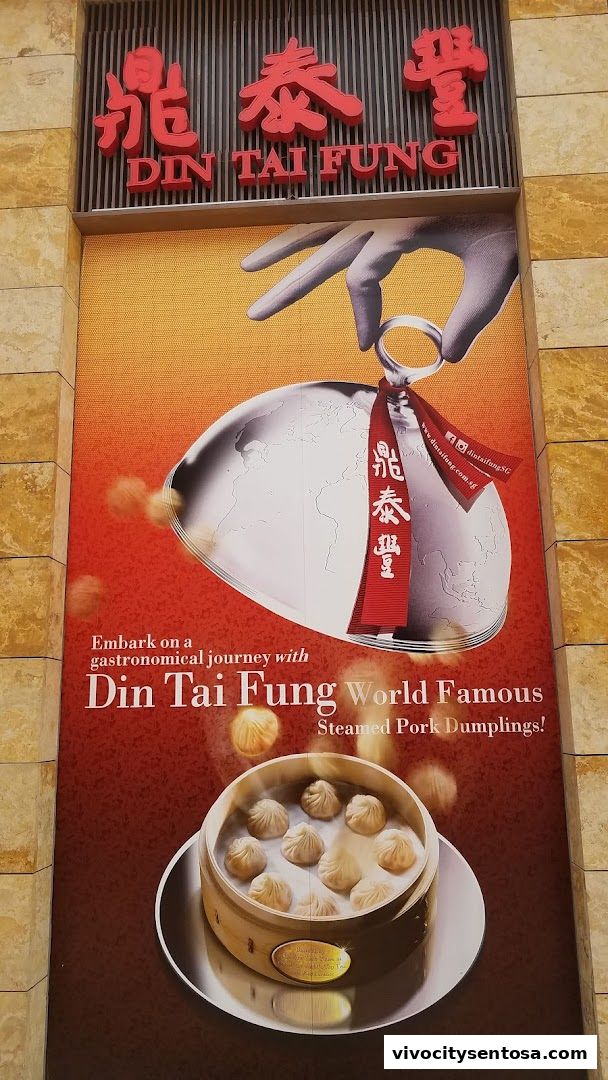 鼎泰豐
DIN TAI FUNG
鼎泰豐
www.dintaifung.com.sg
dintaifungSG
Embark on a
gastronomical journey with
Din Tai Fung World Famous
Steamed Pork Dumplings!
vivocitysentosa.com